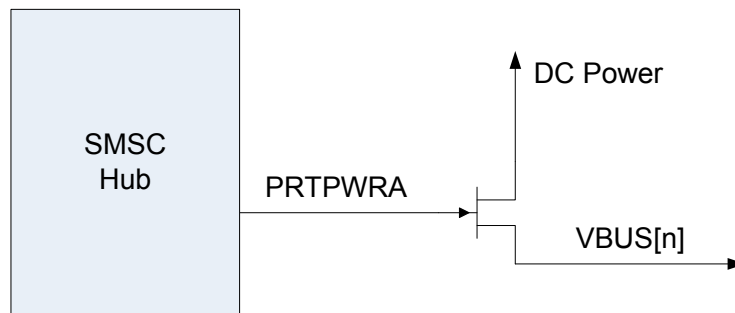 SMSC
Hub
PRTPWRA
DC Power
VBUS[n]